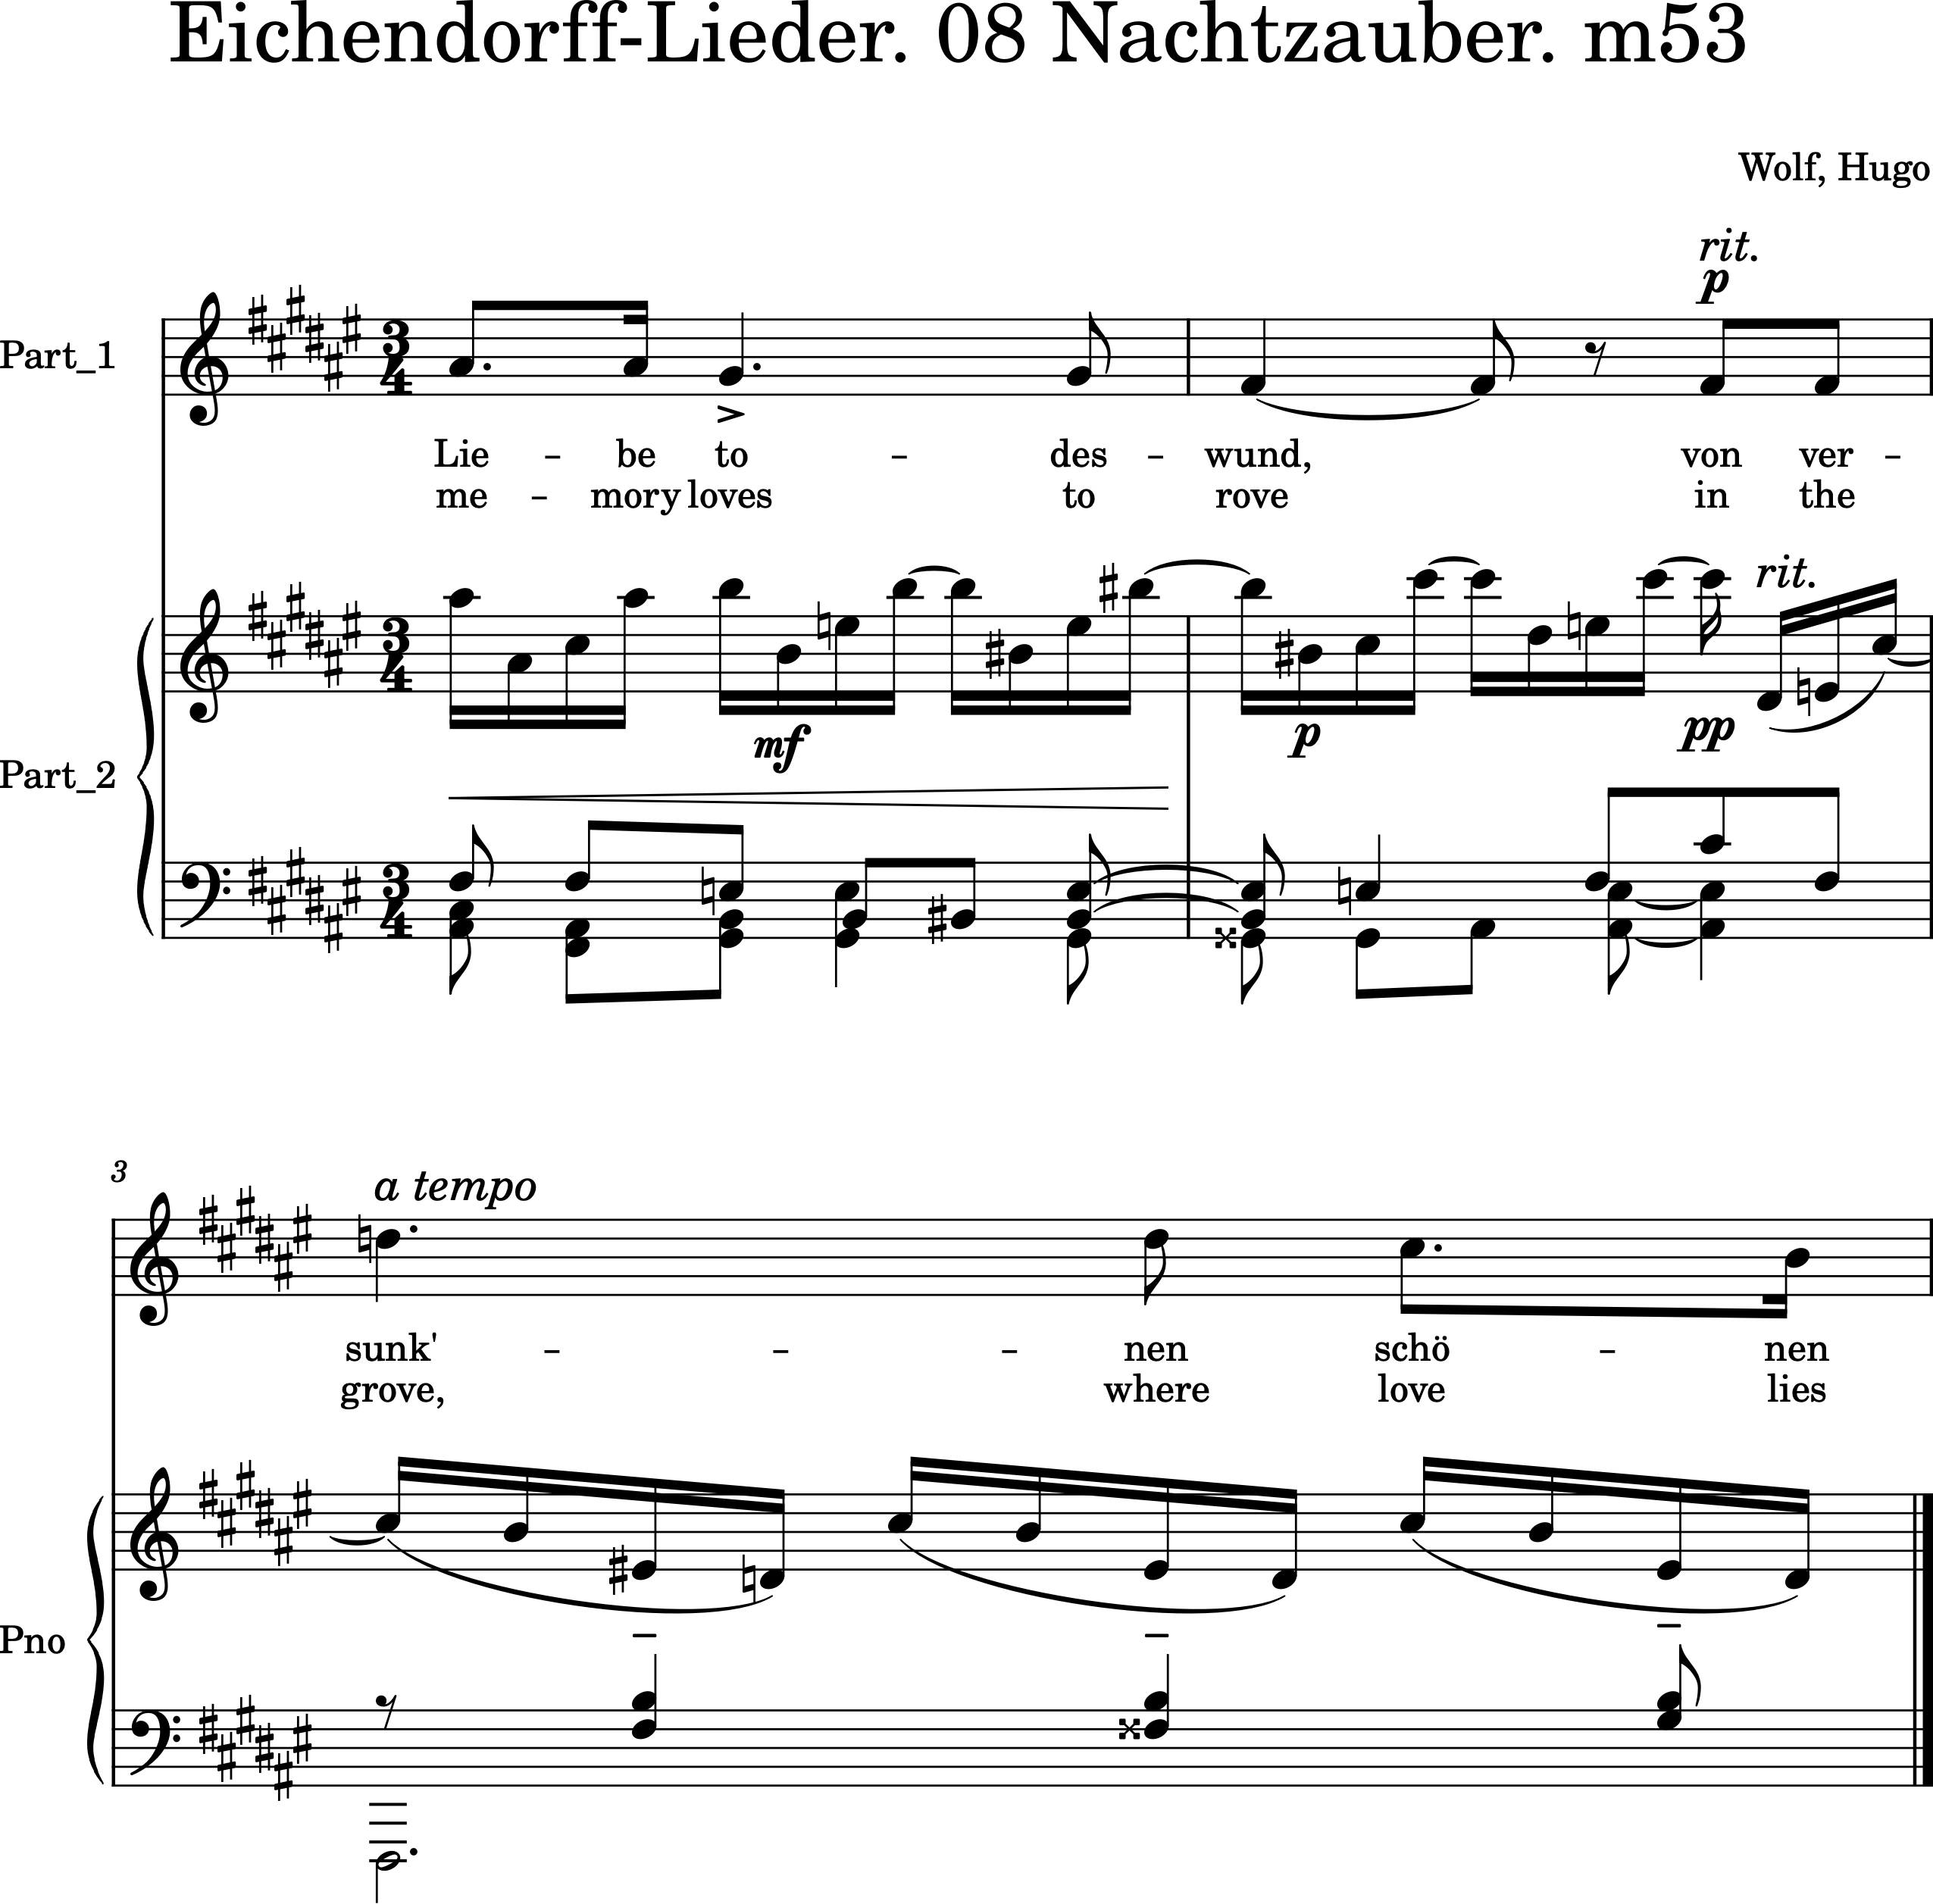 Eichendorff-Lieder. 08 Nachtzauber. m53
Wolf, Hugo
rit.
p
Part_1
Lie - be to - des - wund, von ver -
me - mory loves to rove in the
rit.
mf p pp
Part_2
3
a tempo
sunk' - - - nen schö - nen
grove, where love lies
Pno